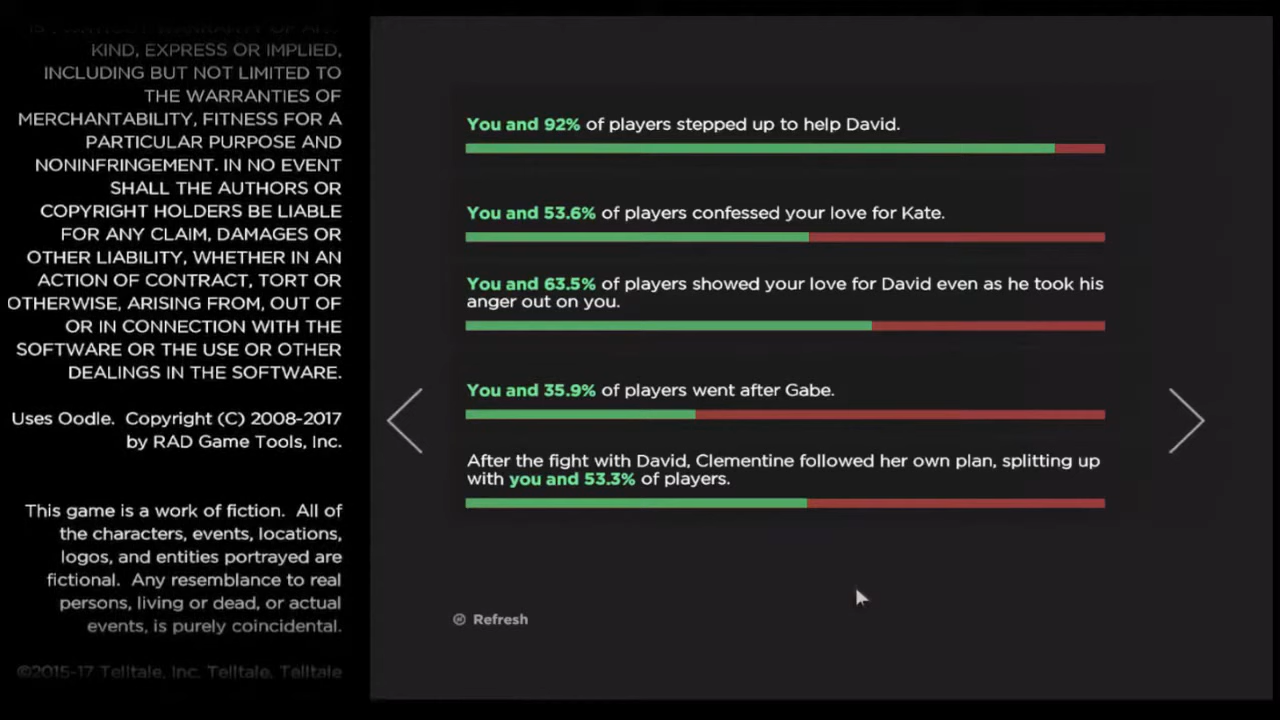 KIND, EXPRESS OR IMPLIED,
INCLUDING BUT NOT LIMITED TO
THE WARRANTIES OF
MERCHANTABILITY, FITNESS FOR A
PARTICULAR PURPOSE AND
NONINFRINGEMENT. IN NO EVENT
SHALL THE AUTHORS OR
COPYRIGHT HOLDERS BE LIABLE
FOR ANY CLAIM, DAMAGES OR
OTHER LIABILITY, WHETHER IN AN
ACTION OF CONTRACT, TORT OR
OTHERWISE, ARISING FROM, OUT OF
OR IN CONNECTION WITH THE
SOFTWARE OR THE USE OR OTHER
DEALINGS IN THE SOFTWARE.
Uses Oodle. Copyright (C) 2008-2017
by RAD Game Tools, Inc.
This game is a work of fiction. All of
the characters, events, locations,
logos, and entities portrayed are
fictional. Any resemblance to real
persons, living or dead, or actual
events, is purely coincidental.
©2015-17 Telltale, Inc. Telltale, Telltale
You and 92% of players stepped up to help David.
You and 53.6% of players confessed your love for Kate.
You and 63.5% of players showed your love for David even as he took his
anger out on you.
You and 35.9% of players went after Gabe.
After the fight with David, Clementine followed her own plan, splitting up
with you and 53.3% of players.
Refresh